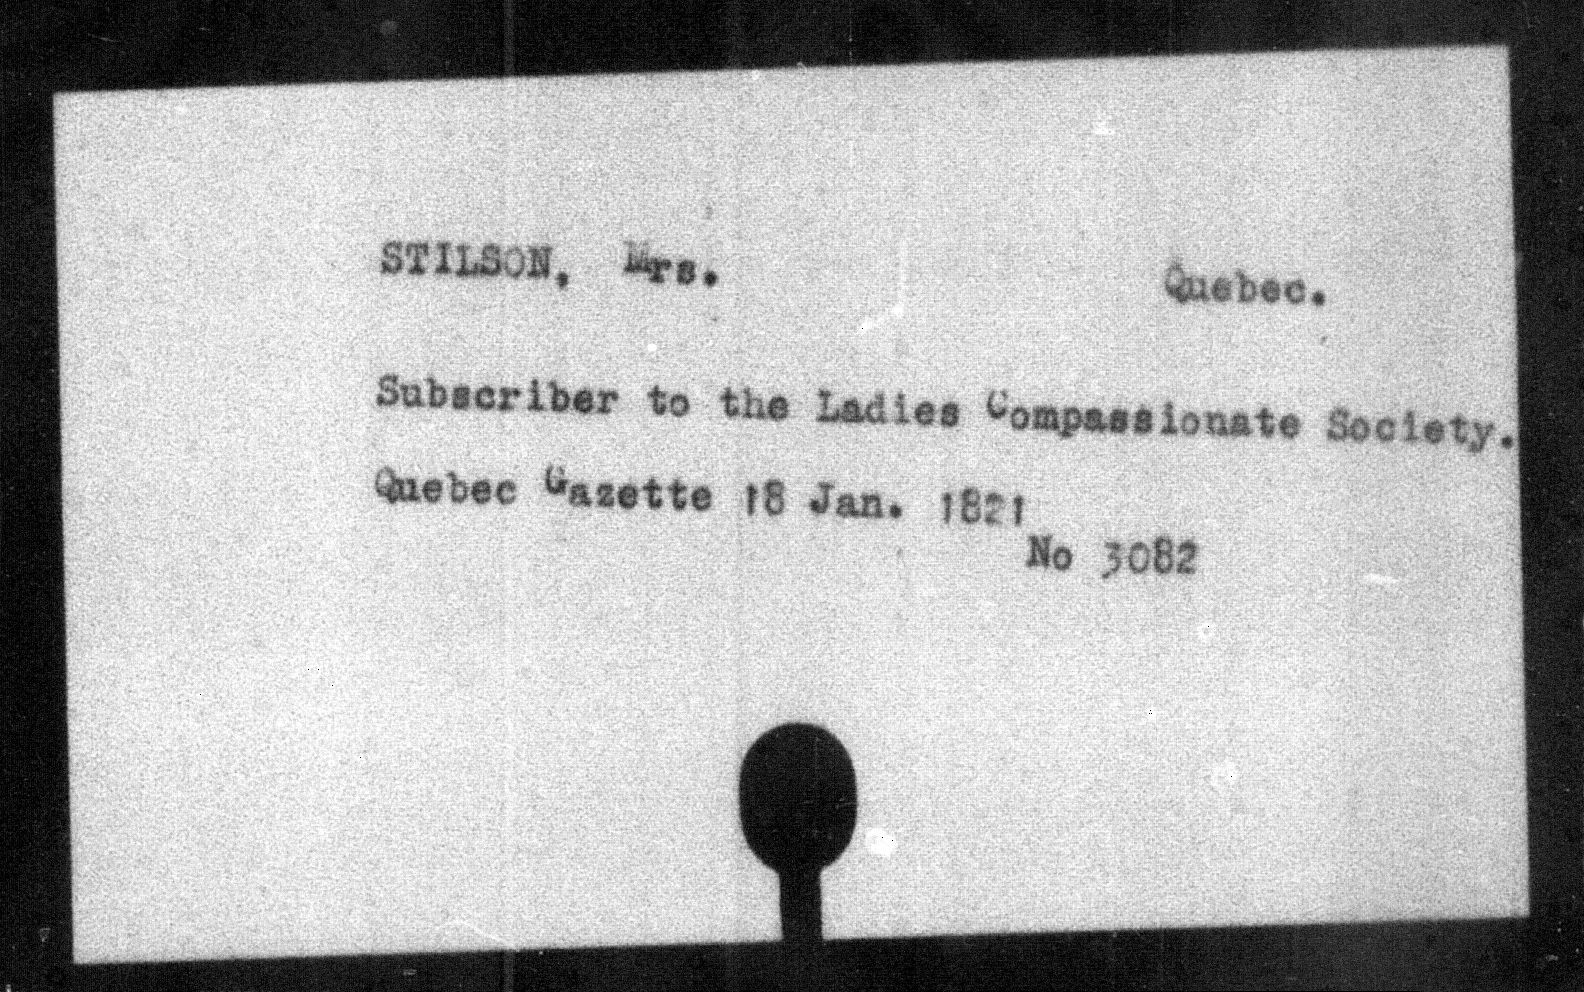 STILSON, Mrs. Quebec.
Subscriber to the Ladies Compassionate Society.
Quebec Gazette 18 Jan. 1821
No 3082